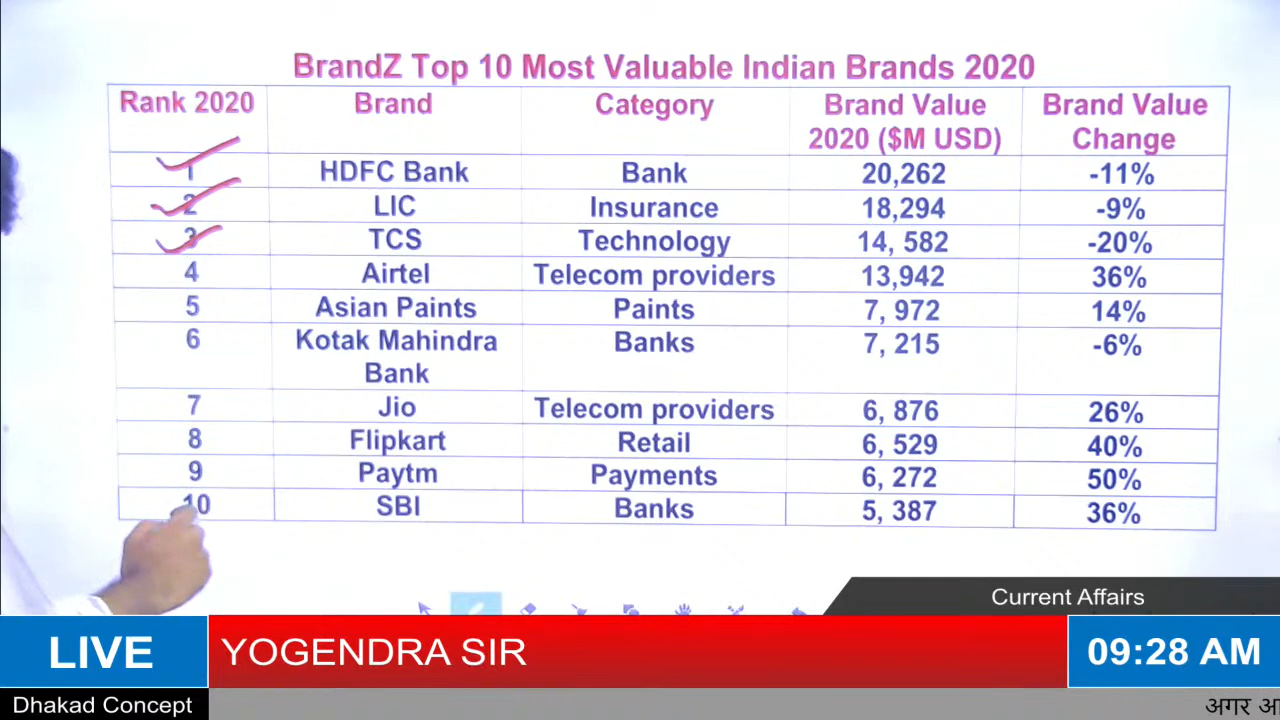 BrandZ Top 10 Most Valuable Indian Brands 2020
Rank 2020 Brand Category Brand Value 2020 ($M USD) Brand Value Change
1 HDFC Bank Bank 20,262 -11%
2 LIC Insurance 18,294 -9%
3 TCS Technology 14, 582 -20%
4 Airtel Telecom providers 13,942 36%
5 Asian Paints Paints 7, 972 14%
6 Kotak Mahindra Bank Banks 7, 215 -6%
7 Jio Telecom providers 6, 876 26%
8 Flipkart Retail 6, 529 40%
9 Paytm Payments 6, 272 50%
10 SBI Banks 5, 387 36%
Current Affairs
LIVE YOGENDRA SIR 09:28 AM
Dhakad Concept अगर